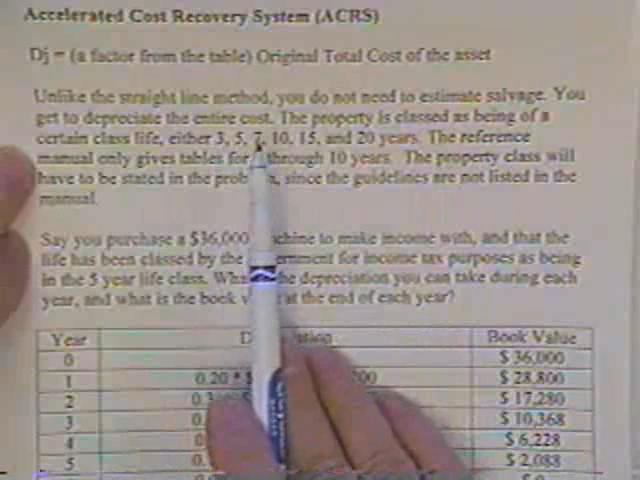 Accelerated Cost Recovery System (ACRS)
Dj = (a factor from the table) Original Total Cost of the asset
Unlike the straight line method, you do not need to estimate salvage. You
get to depreciate the entire cost. The property is classed as being of a
certain class life, either 3, 5, 7, 10, 15, and 20 years. The reference
manual only gives tables for through 10 years. The property class will
have to be stated in the since the guidelines are not listed in the
manual.
Say you purchase a $36,000 to make income with, and that the
life has been classed by the for income tax purposes as being
in the 5 year life class. the depreciation you can take during each
year, and what is the book at the end of each year?
Year Book Value
0 $ 36,000
1 0.20 * $ $ 28,800
2 $ 17,280
3 $ 10,368
4 $ 6,228
5 $ 2,088